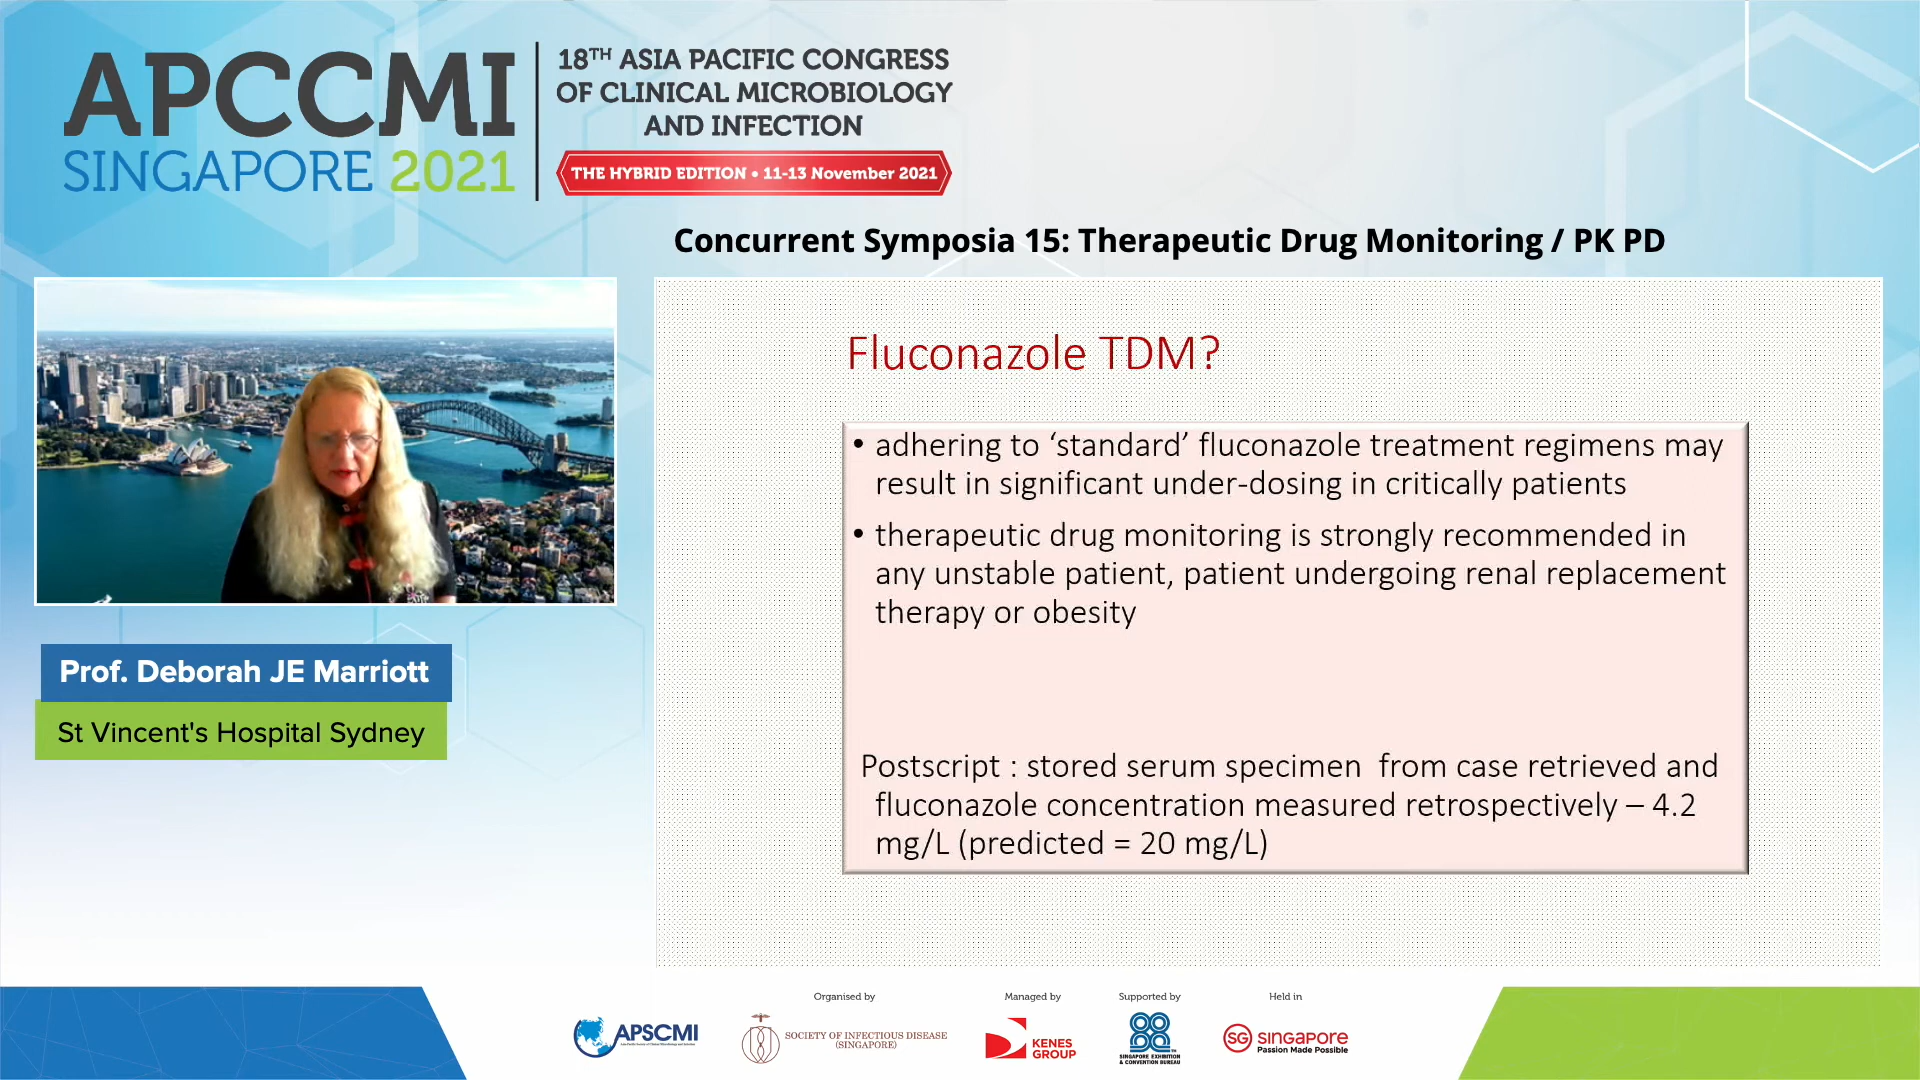 APCCMI
SINGAPORE 2021
18TH ASIA PACIFIC CONGRESS
OF CLINICAL MICROBIOLOGY
AND INFECTION
THE HYBRID EDITION • 11-13 November 2021
Concurrent Symposia 15: Therapeutic Drug Monitoring / PK PD
Prof. Deborah JE Marriott
St Vincent's Hospital Sydney
Fluconazole TDM?
• adhering to ‘standard’ fluconazole treatment regimens may
result in significant under-dosing in critically patients
• therapeutic drug monitoring is strongly recommended in
any unstable patient, patient undergoing renal replacement
therapy or obesity
Postscript : stored serum specimen from case retrieved and
fluconazole concentration measured retrospectively – 4.2
mg/L (predicted = 20 mg/L)
Organised by
Managed by
Supported by
Held in
APSCMI
SOCIETY OF INFECTIOUS DISEASE
(SINGAPORE)
KENES
GROUP
SINGAPORE EXHIBITION
& CONVENTION BUREAU
SG SINGAPORE
Passion Made Possible